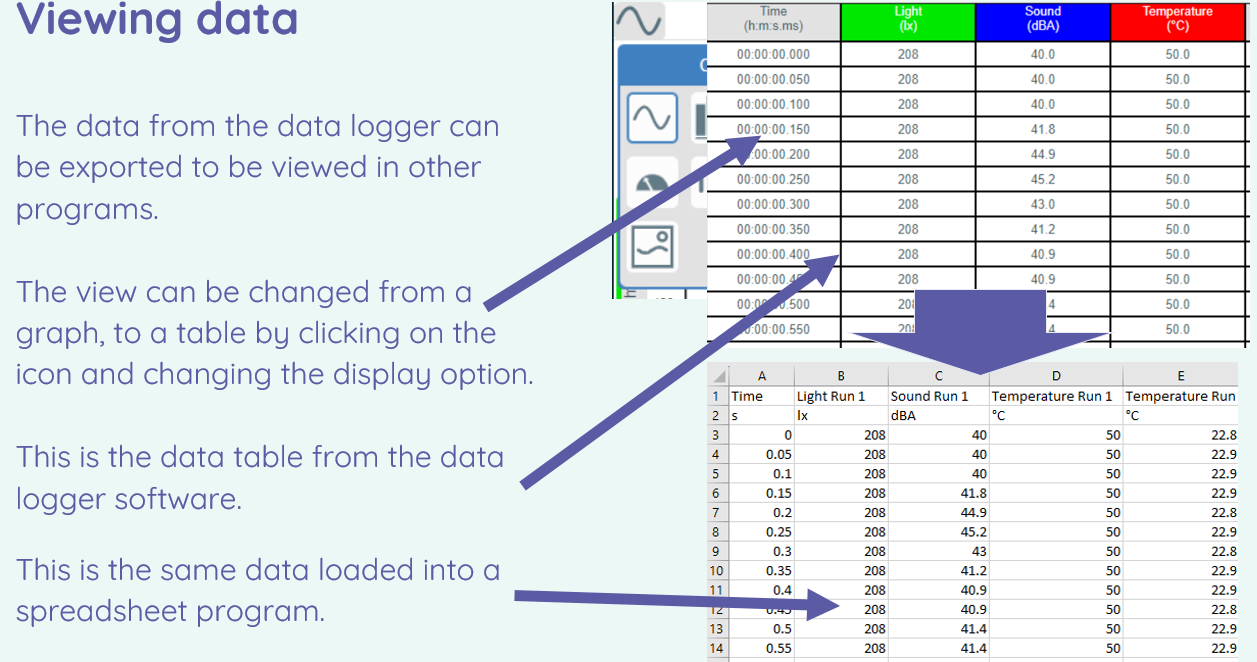 Viewing data
The data from the data logger can
be exported to be viewed in other
programs.
The view can be changed from a
graph, to a table by clicking on the
icon and changing the display option.
This is the data table from the data
logger software.
This is the same data loaded into a
spreadsheet program.
Time Light Sound Temperature
(h:m:s.ms) (lx) (dBA) (°C)
00:00:00.000 208 40.0 50.0
00:00:00.050 208 40.0 50.0
00:00:00.100 208 40.0 50.0
00:00:00.150 208 41.8 50.0
00:00:00.200 208 44.9 50.0
00:00:00.250 208 45.2 50.0
00:00:00.300 208 43.0 50.0
00:00:00.350 208 41.2 50.0
00:00:00.400 208 40.9 50.0
208 40.9 50.0
50.0
00:00:00.550 50.0
A B C D E
1 Time Light Run 1 Sound Run 1 Temperature Run 1 Temperature Run
2 s lx dBA °C °C
3 0 208 40 50 22.8
4 0.05 208 40 50 22.9
5 0.1 208 40 50 22.9
6 0.15 208 41.8 50 22.9
7 0.2 208 44.9 50 22.8
8 0.25 208 45.2 50 22.9
9 0.3 208 43 50 22.8
10 0.35 208 41.2 50 22.9
11 0.4 208 40.9 50 22.9
12 0.45 208 40.9 50 22.8
13 0.5 208 41.4 50 22.9
14 0.55 208 41.4 50 22.9